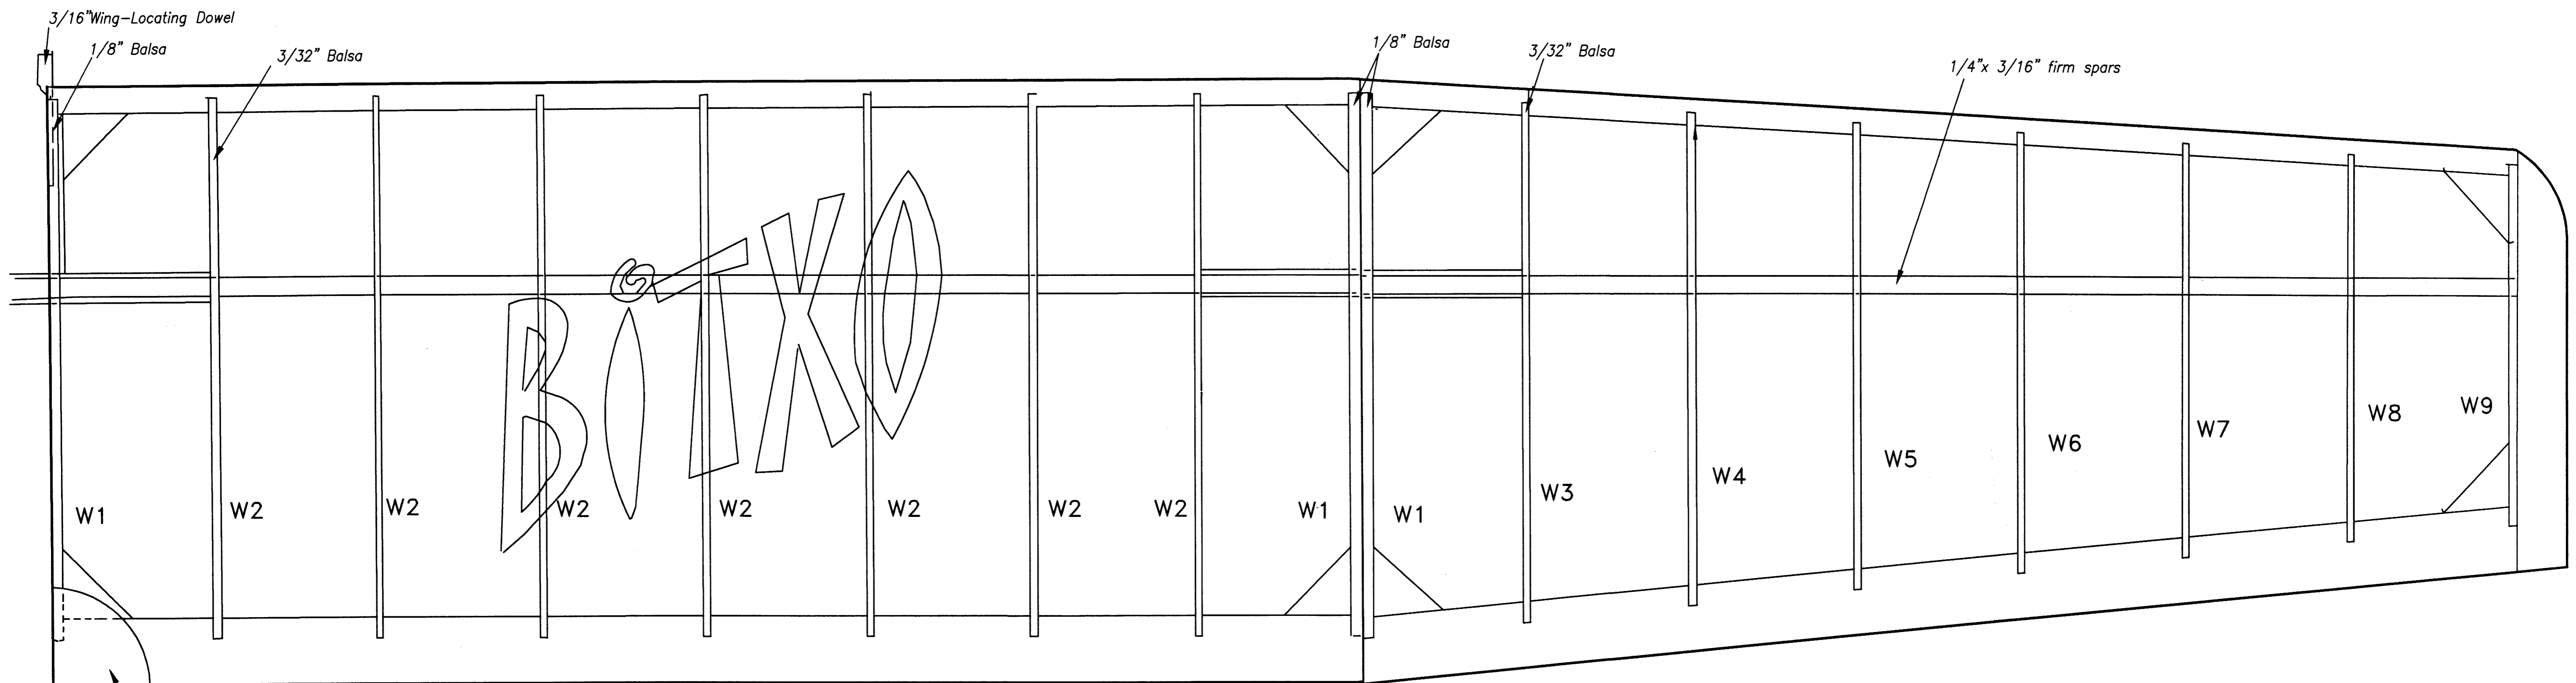 3/16"Wing-Locating Dowel
1/8" Balsa
3/32" Balsa
1/8" Balsa
3/32" Balsa
1/4"x 3/16" firm spars
BiTXO
W1
W2
W2
W2
W2
W2
W2
W2
W1
W1
W3
W4
W5
W6
W7
W8
W9